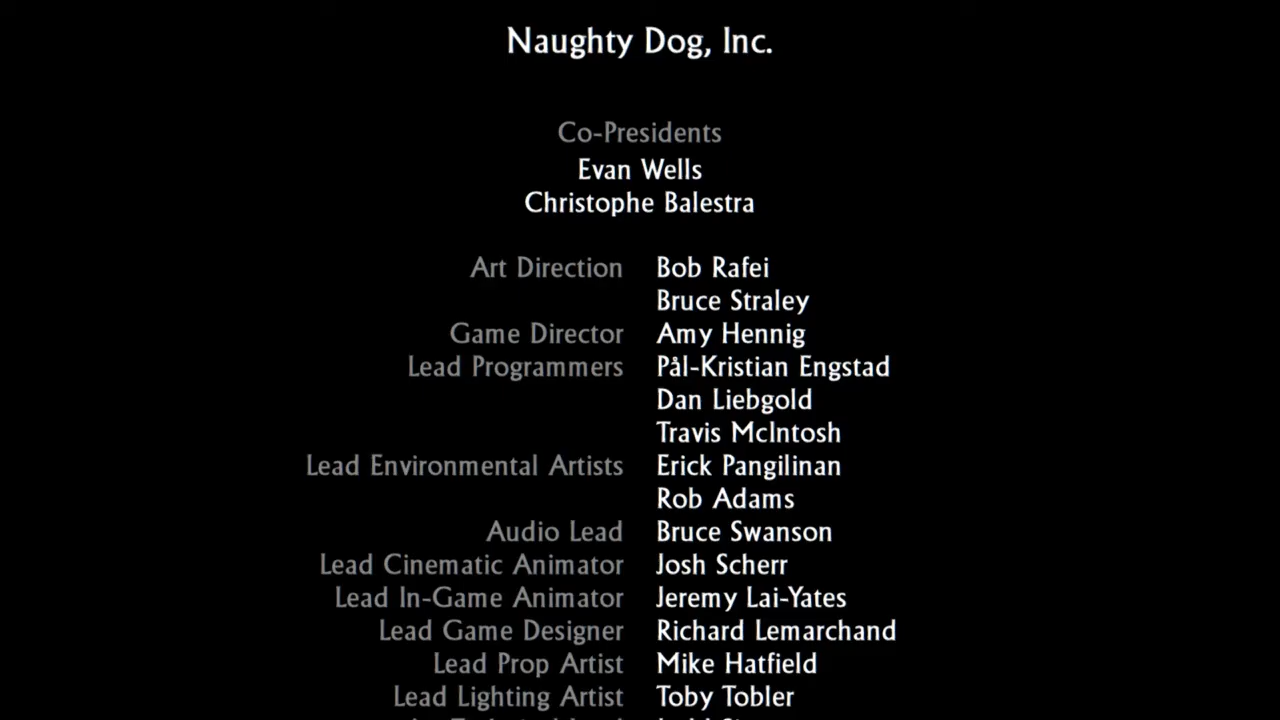 Naughty Dog, Inc.
Co-Presidents
Evan Wells
Christophe Balestra
Art Direction Bob Rafei
Bruce Straley
Game Director Amy Hennig
Lead Programmers Pål-Kristian Engstad
Dan Liebgold
Travis McIntosh
Lead Environmental Artists Erick Pangilinan
Rob Adams
Audio Lead Bruce Swanson
Lead Cinematic Animator Josh Scherr
Lead In-Game Animator Jeremy Lai-Yates
Lead Game Designer Richard Lemarchand
Lead Prop Artist Mike Hatfield
Lead Lighting Artist Toby Tobler